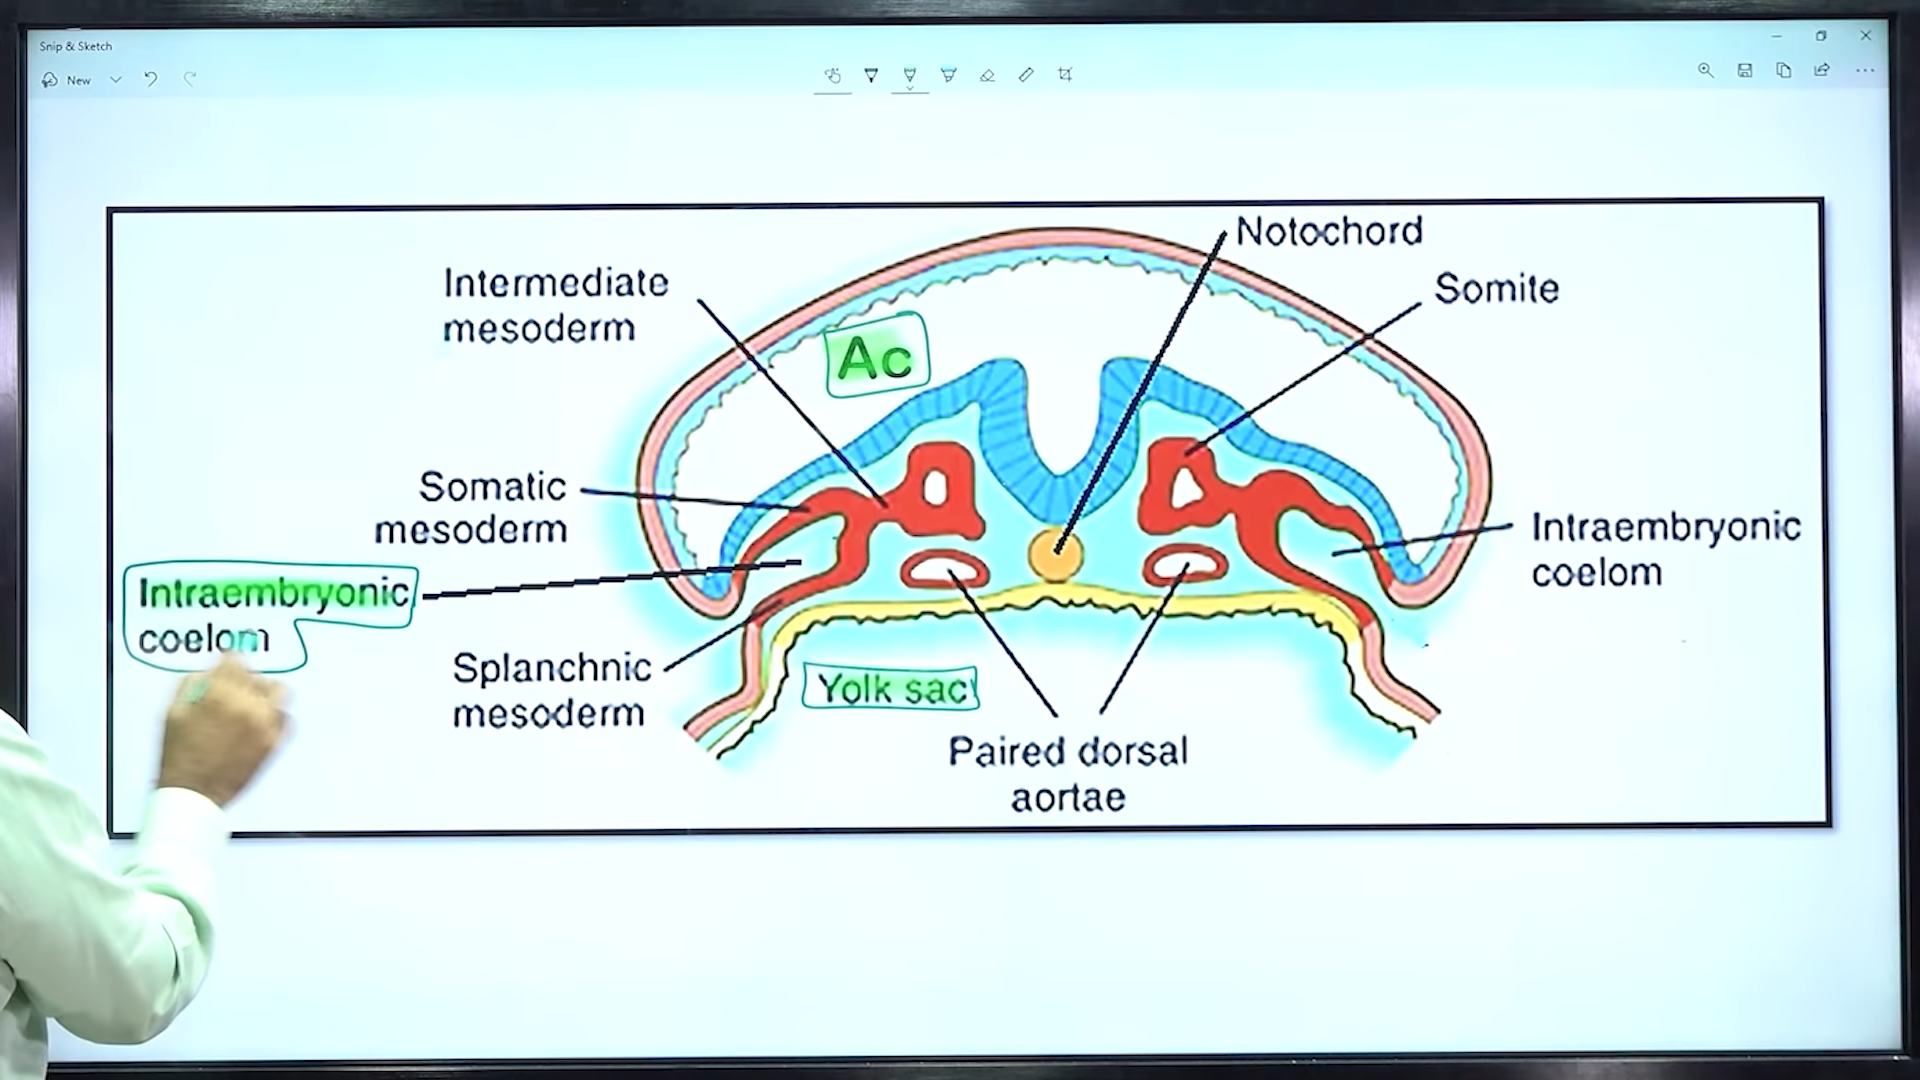 Snip & Sketch
New
Notochord
Intermediate
mesoderm
Somite
Ac
Somatic
mesoderm
Intraembryonic
coelom
Intraembryonic
coelom
Splanchnic
mesoderm
Yolk sac
Paired dorsal
aortae